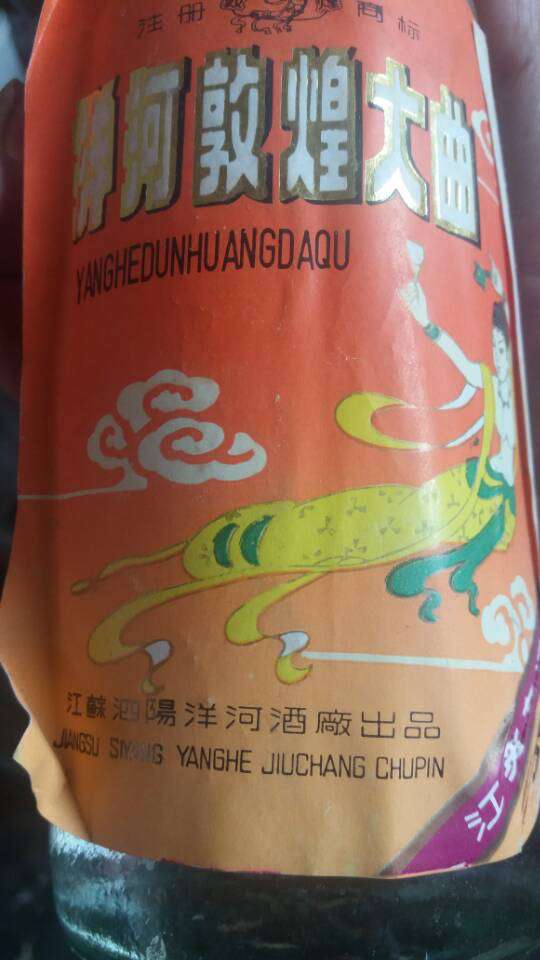 注册 商标
洋河敦煌大曲
YANGHEDUNHUANGDAQU
江蘇泗陽洋河酒廠出品
JIANGSU SIYANG YANGHE JIUCHANG CHUPIN
江